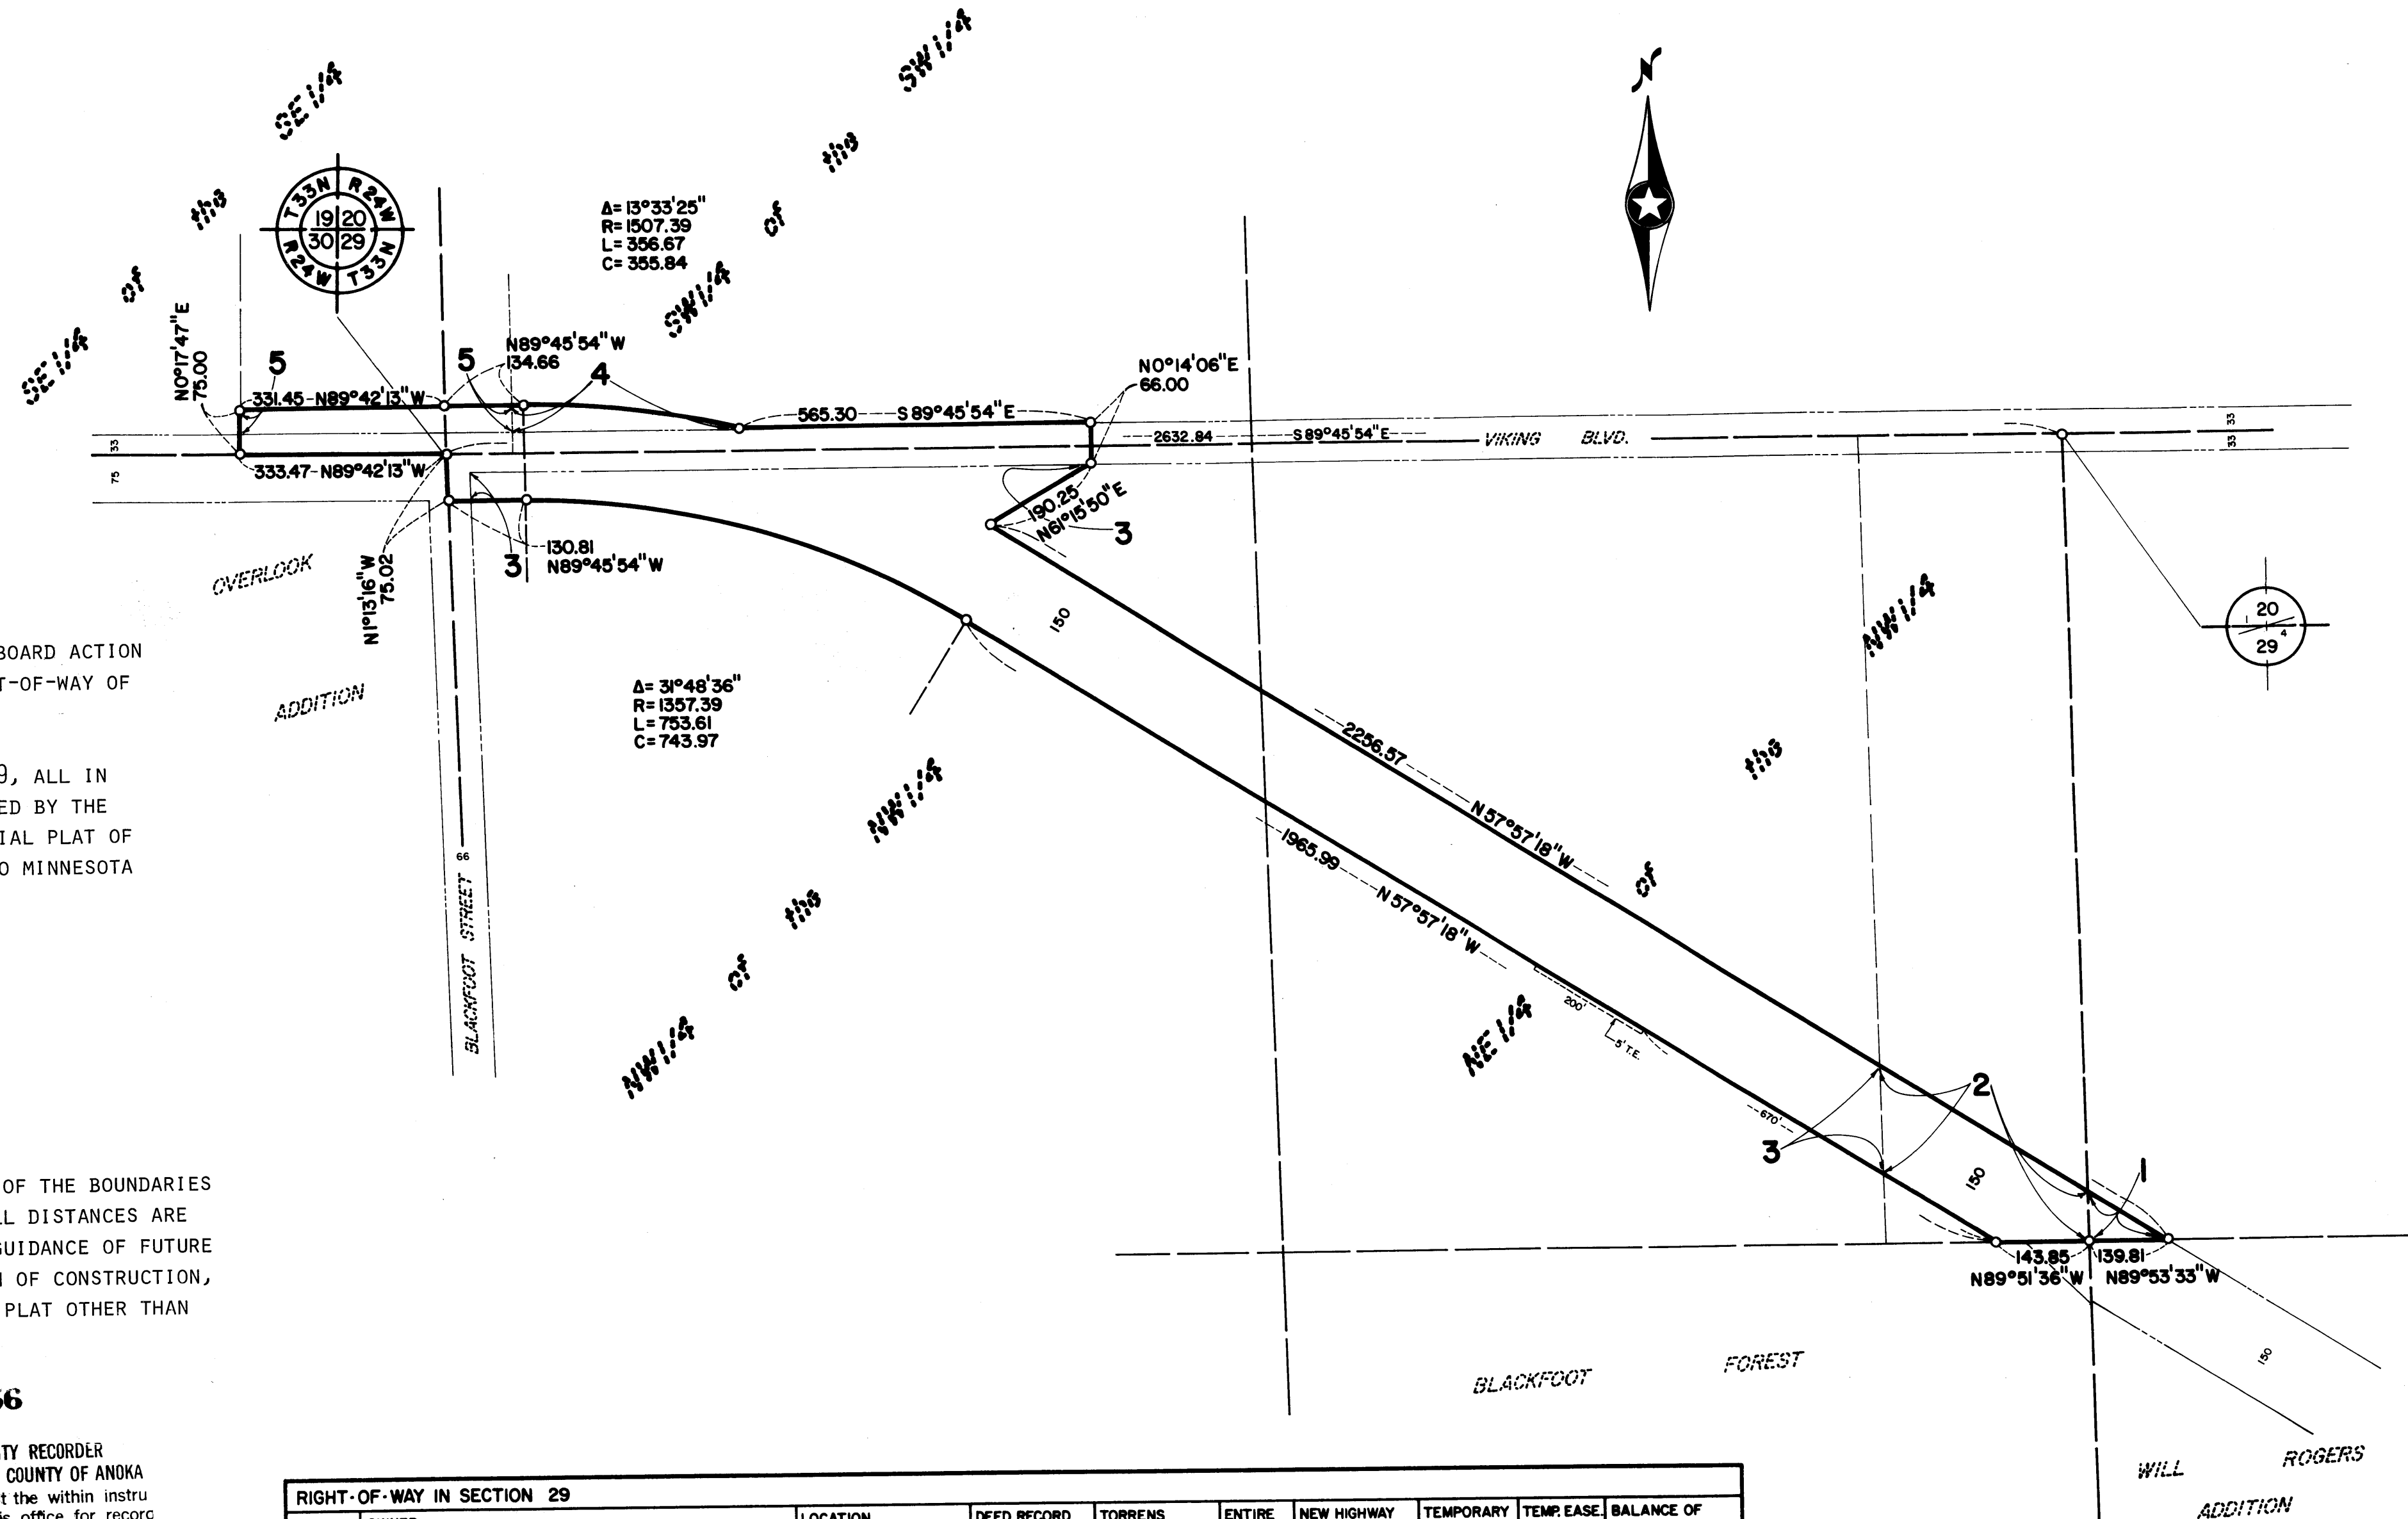 SE 1/4
of
the
SE 1/4
SW 1/4
of
the
SW 1/4
N
T33N R24W
19 20
30 29
R24W T33N
Δ= 13°33'25"
R= 1507.39
L= 356.67
C= 355.84
N0°17'47"E
75.00
5
5
N89°45'54"W
134.66
4
331.45-N89°42'13"W
333.47-N89°42'13"W
33
75
565.30 S89°45'54"E
N0°14'06"E
66.00
2632.84 S89°45'54"E
VIKING BLVD.
33
33
190.25
N61°15'50"E
3
3
130.81
N89°45'54"W
N1°13'16"W
75.02
OVERLOOK
ADDITION
150
20
1 4
29
NW 1/4
of
the
NW 1/4
BOARD ACTION
T-OF-WAY OF
Δ= 31°48'36"
R= 1357.39
L= 753.61
C= 743.97
9, ALL IN
ED BY THE
IAL PLAT OF
O MINNESOTA
66
BLACKFOOT STREET
2256.57
N57°57'18"W
1965.99
N57°57'18"W
NE 1/4
of
the
NW 1/4
200'
5' T.E.
670'
2
3
1
150
143.85
N89°51'36"W
139.81
N89°53'33"W
OF THE BOUNDARIES
LL DISTANCES ARE
GUIDANCE OF FUTURE
N OF CONSTRUCTION,
PLAT OTHER THAN
BLACKFOOT FOREST
150
WILL ROGERS
ADDITION
56
TY RECORDER
COUNTY OF ANOKA
t the within instru
is office for record
RIGHT-OF-WAY IN SECTION 29
OWNER
LOCATION
DEED RECORD
TORRENS
ENTIRE
NEW HIGHWAY
TEMPORARY
TEMP. EASE.
BALANCE OF